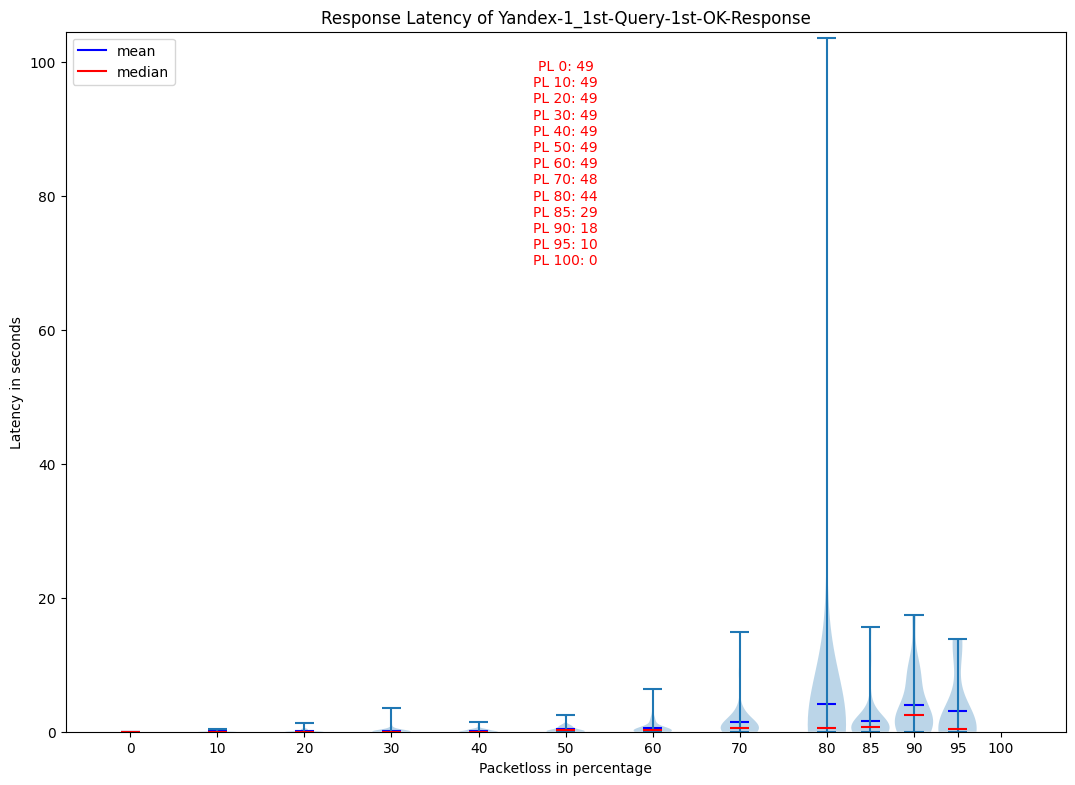 Response Latency of Yandex-1_1st-Query-1st-OK-Response
mean
median
PL 0: 49
PL 10: 49
PL 20: 49
PL 30: 49
PL 40: 49
PL 50: 49
PL 60: 49
PL 70: 48
PL 80: 44
PL 85: 29
PL 90: 18
PL 95: 10
PL 100: 0
100
80
60
40
20
0
Latency in seconds
0 10 20 30 40 50 60 70 80 85 90 95 100
Packetloss in percentage